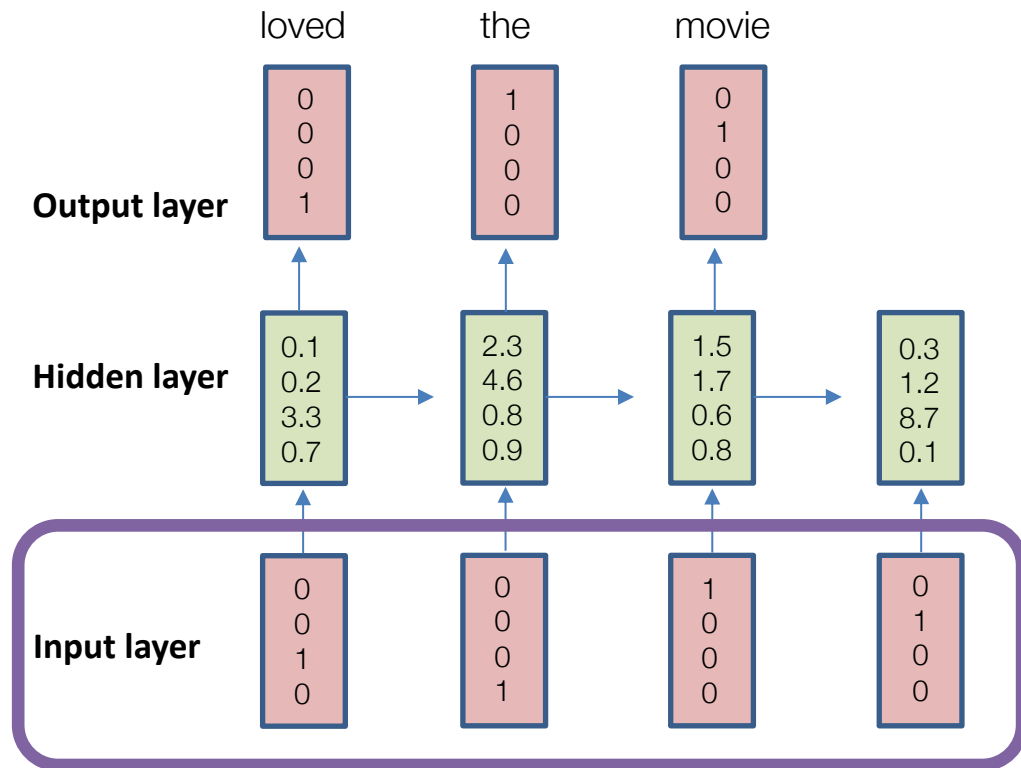 loved the movie
0 1 0
0 0 1
0 0 0
1 0 0
Output layer
0.1 2.3 1.5 0.3
0.2 4.6 1.7 1.2
Hidden layer
3.3 0.8 0.6 8.7
0.7 0.9 0.8 0.1
0 0 1 0
0 0 0 1
Input layer
1 0 0 0
0 1 0 0